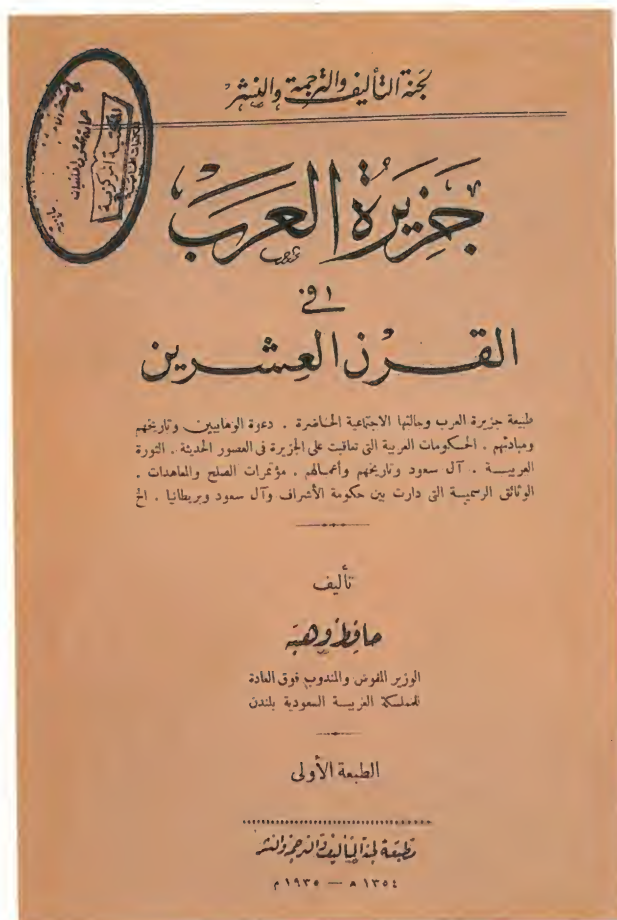 لجنة التأليف والترجمة والنشر
المكتبة المركزية
جزيرة العرب
في
القرن العشرين
طبيعة جزيرة العرب وحالتها الاجتماعية الحاضرة . دعوة الوهابيين وتاريخهم
ومبادئهم . الحكومات العربية التي تعاقبت على الجزيرة في العصور الحديثة . الثورة
العربية . آل سعود وتاريخهم وأعمالهم . مؤتمرات الصلح والمعاهدات .
الوثائق الرسمية التي دارت بين حكومة الأشراف وآل سعود وبريطانيا . الخ
تأليف
حافظ وهبه
الوزير المفوض والمندوب فوق العادة
للمملكة العربية السعودية بلندن
الطبعة الأولى
مطبعة لجنة التأليف والترجمة والنشر
١٣٥٤ ه — ١٩٣٥ م